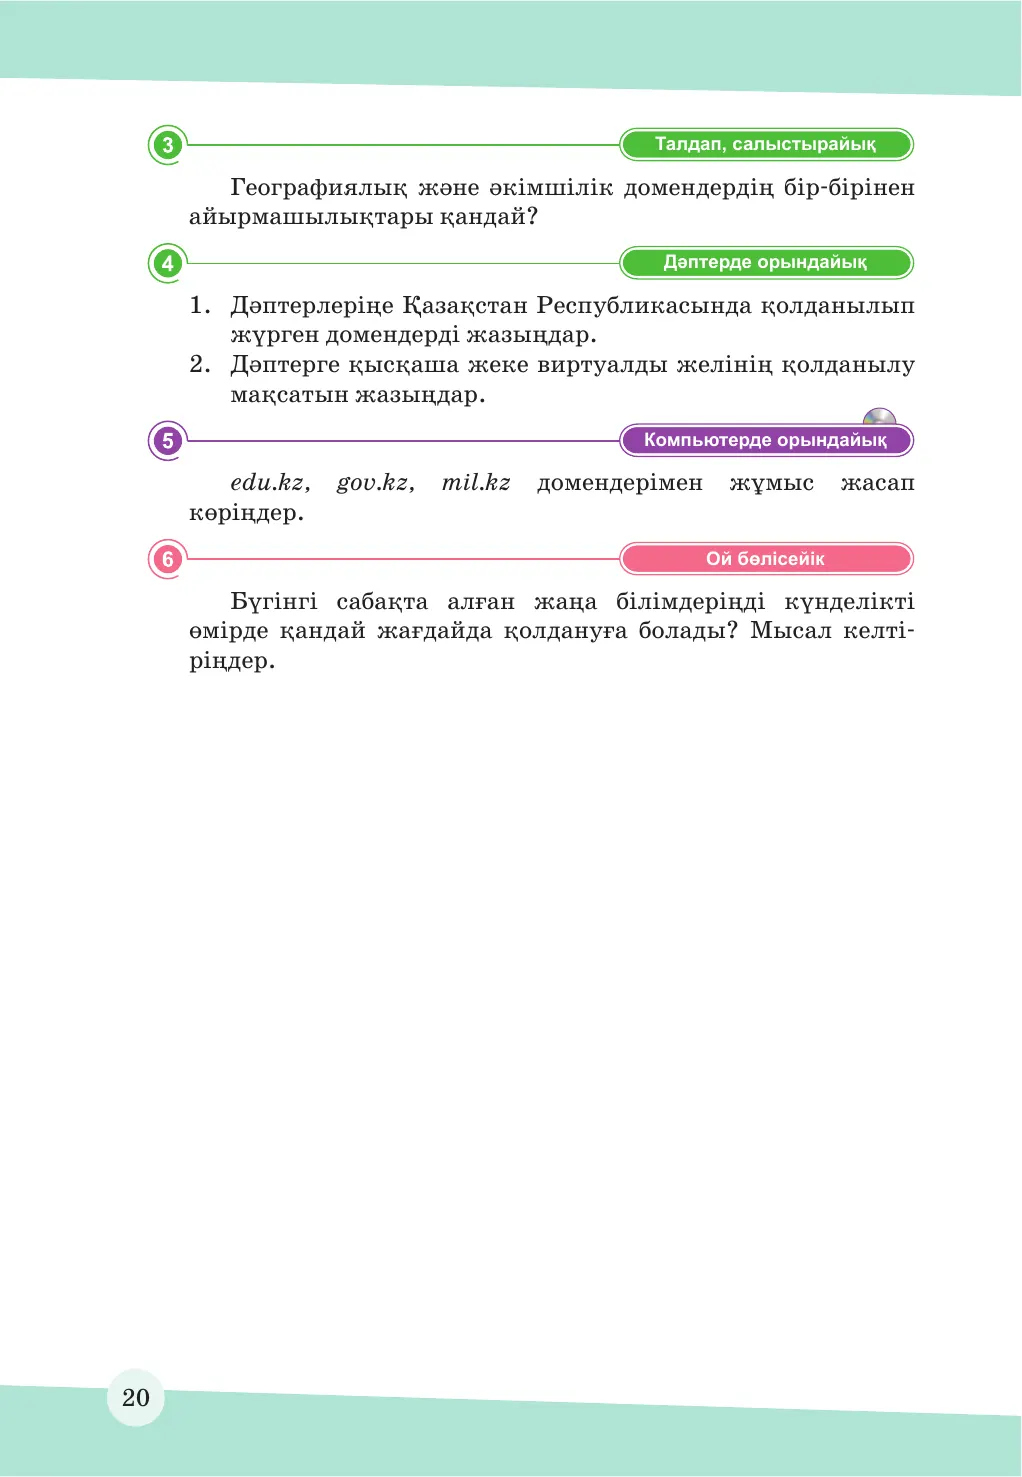 3 Талдап, салыстырайық
Географиялық және әкімшілік домендердің бір-бірінен
айырмашылықтары қандай?
4 Дәптерде орындайық
1. Дәптерлеріңе Қазақстан Республикасында қолданылып
жүрген домендерді жазыңдар.
2. Дәптерге қысқаша жеке виртуалды желінің қолданылу
мақсатын жазыңдар.
5 Компьютерде орындайық
edu.kz, gov.kz, mil.kz домендерімен жұмыс жасап
көріңдер.
6 Ой бөлісейік
Бүгінгі сабақта алған жаңа білімдеріңді күнделікті
өмірде қандай жағдайда қолдануға болады? Мысал келті-
ріңдер.
20